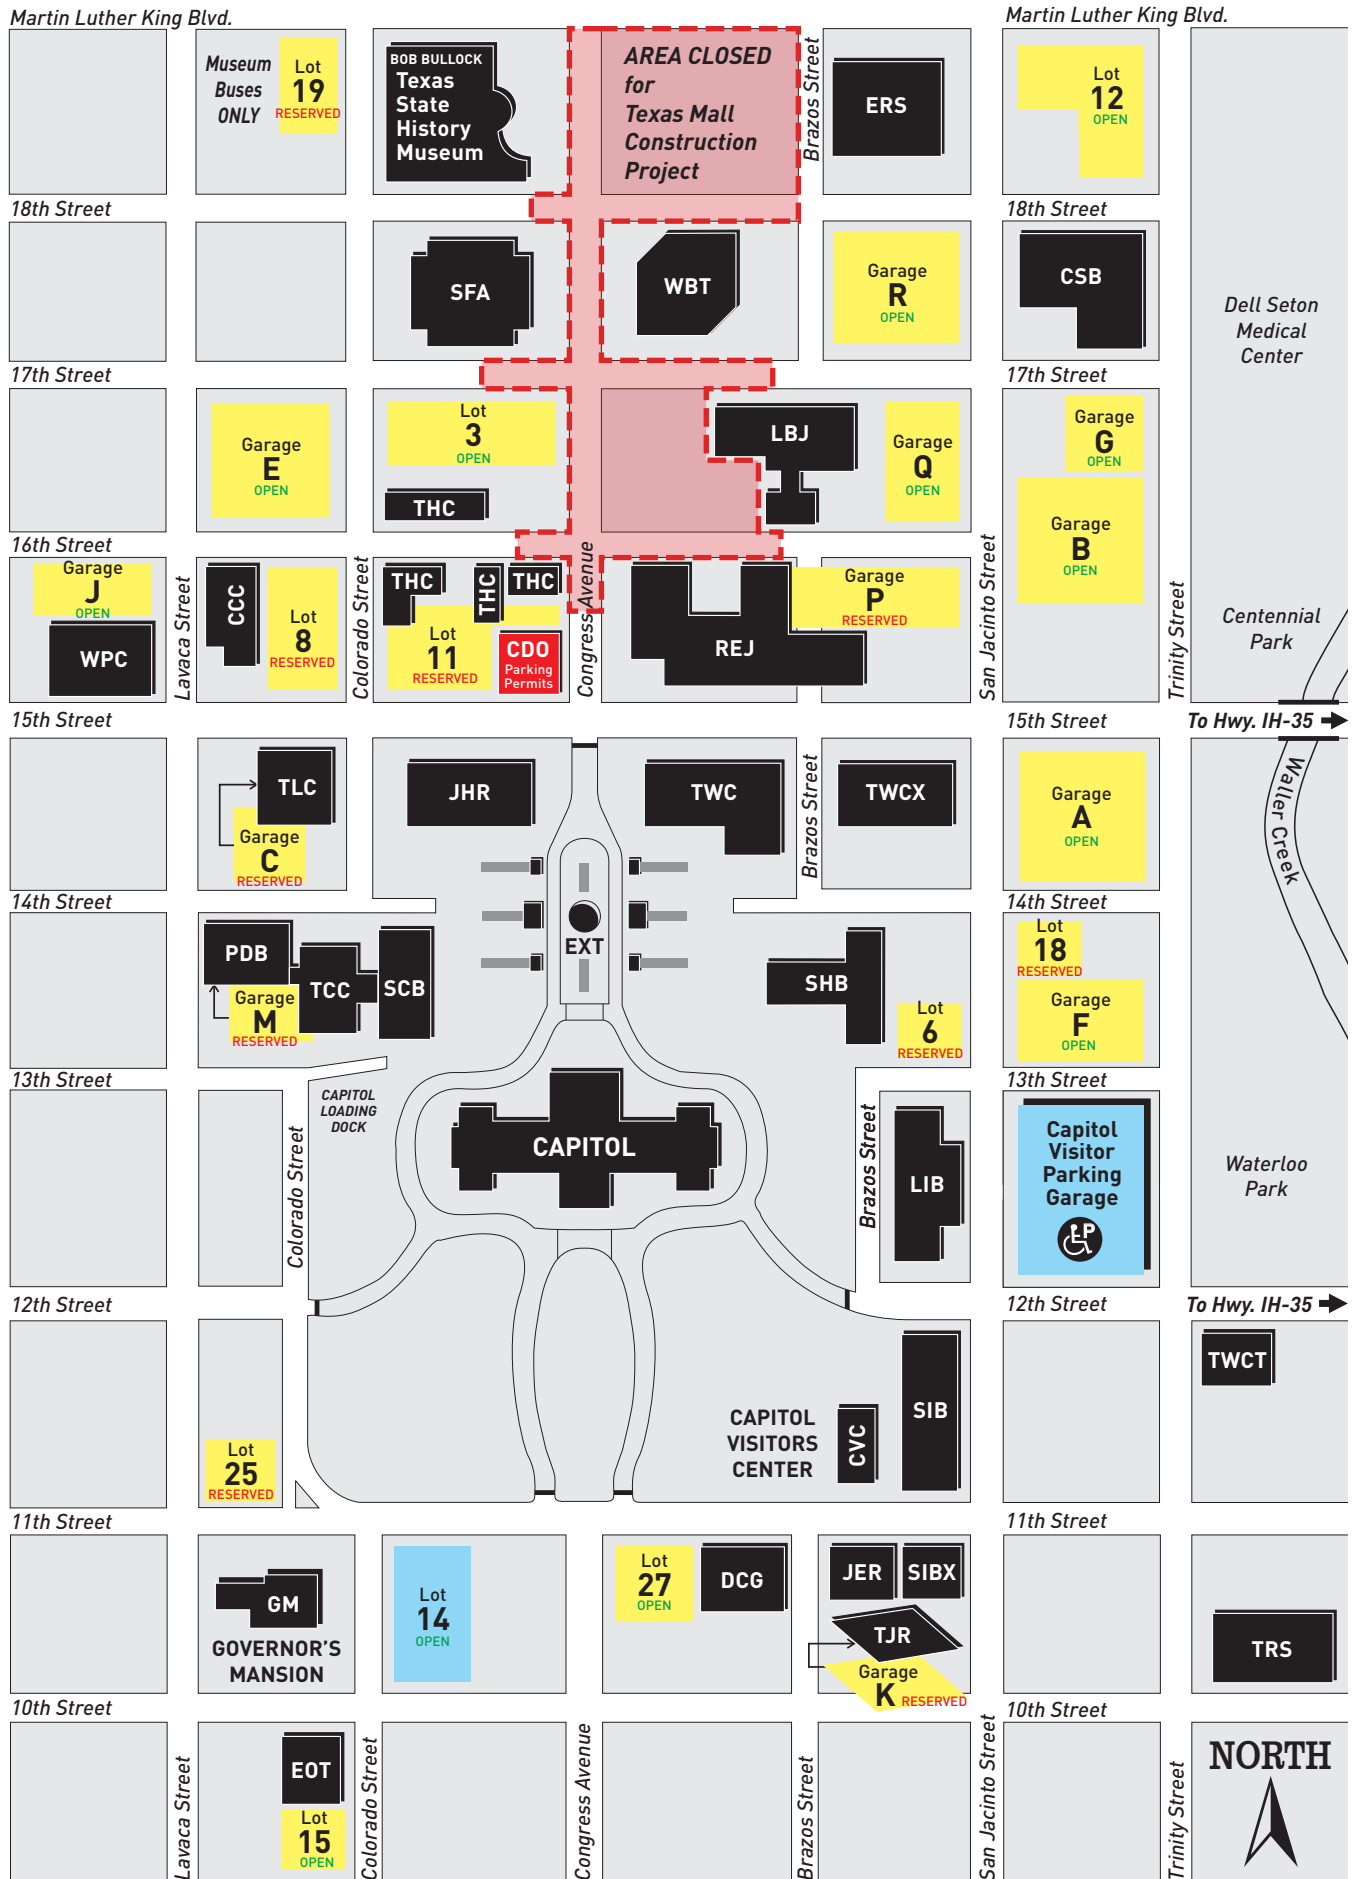 Martin Luther King Blvd.
Martin Luther King Blvd.
Museum
Buses
ONLY
Lot
19
RESERVED
BOB BULLOCK
Texas
State
History
Museum
AREA CLOSED
for
Texas Mall
Construction
Project
Brazos Street
ERS
Lot
12
OPEN
18th Street
18th Street
SFA
WBT
Garage
R
OPEN
CSB
Dell Seton
Medical
Center
17th Street
17th Street
Garage
E
OPEN
Lot
3
OPEN
THC
LBJ
Garage
Q
OPEN
Garage
G
OPEN
Garage
B
OPEN
16th Street
Garage
J
OPEN
WPC
Lavaca Street
CCC
Lot
8
RESERVED
Colorado Street
THC
THC
THC
Lot
11
RESERVED
CDO
Parking
Permits
Congress Avenue
REJ
Garage
P
RESERVED
San Jacinto Street
Trinity Street
Centennial
Park
15th Street
15th Street
To Hwy. IH-35
TLC
Garage
C
RESERVED
JHR
TWC
Brazos Street
TWCX
Garage
A
OPEN
Waller Creek
14th Street
14th Street
PDB
Garage
M
RESERVED
TCC
SCB
EXT
SHB
Lot
6
RESERVED
Lot
18
RESERVED
Garage
F
OPEN
13th Street
13th Street
CAPITOL
LOADING
DOCK
Colorado Street
CAPITOL
Brazos Street
LIB
Capitol
Visitor
Parking
Garage
P
Waterloo
Park
12th Street
12th Street
To Hwy. IH-35
TWCT
Lot
25
RESERVED
CAPITOL
VISITORS
CENTER
CVC
SIB
11th Street
11th Street
GM
GOVERNOR'S
MANSION
Lot
14
OPEN
Lot
27
OPEN
DCG
JER
SIBX
TJR
Garage
K RESERVED
TRS
10th Street
10th Street
Lavaca Street
EOT
Lot
15
OPEN
Colorado Street
Congress Avenue
Brazos Street
San Jacinto Street
Trinity Street
NORTH